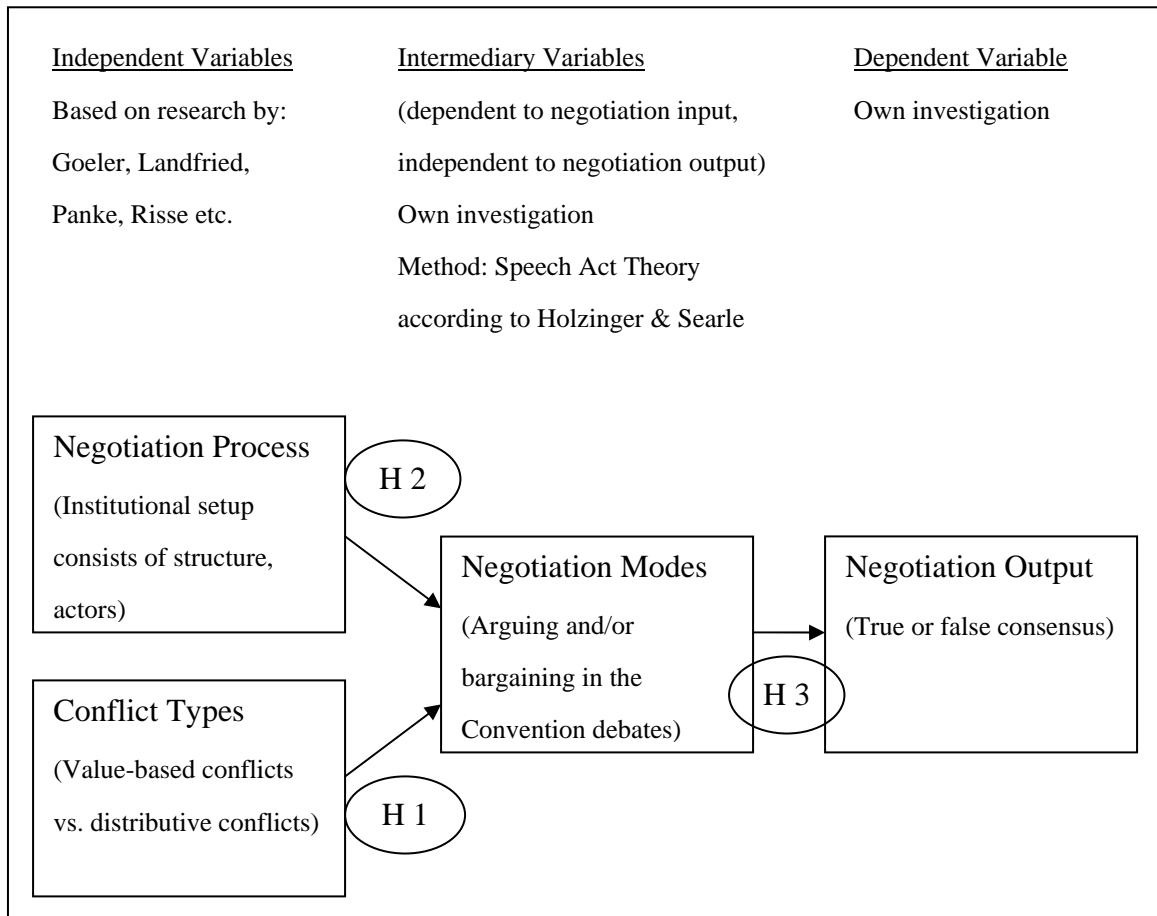 Independent Variables
Based on research by:
Goeler, Landfried,
Panke, Risse etc.
Intermediary Variables
(dependent to negotiation input,
independent to negotiation output)
Own investigation
Method: Speech Act Theory
according to Holzinger & Searle
Dependent Variable
Own investigation
Negotiation Process
(Institutional setup
consists of structure,
actors)
H 2
Conflict Types
(Value-based conflicts
vs. distributive conflicts)
H 1
Negotiation Modes
(Arguing and/or
bargaining in the
Convention debates)
H 3
Negotiation Output
(True or false consensus)